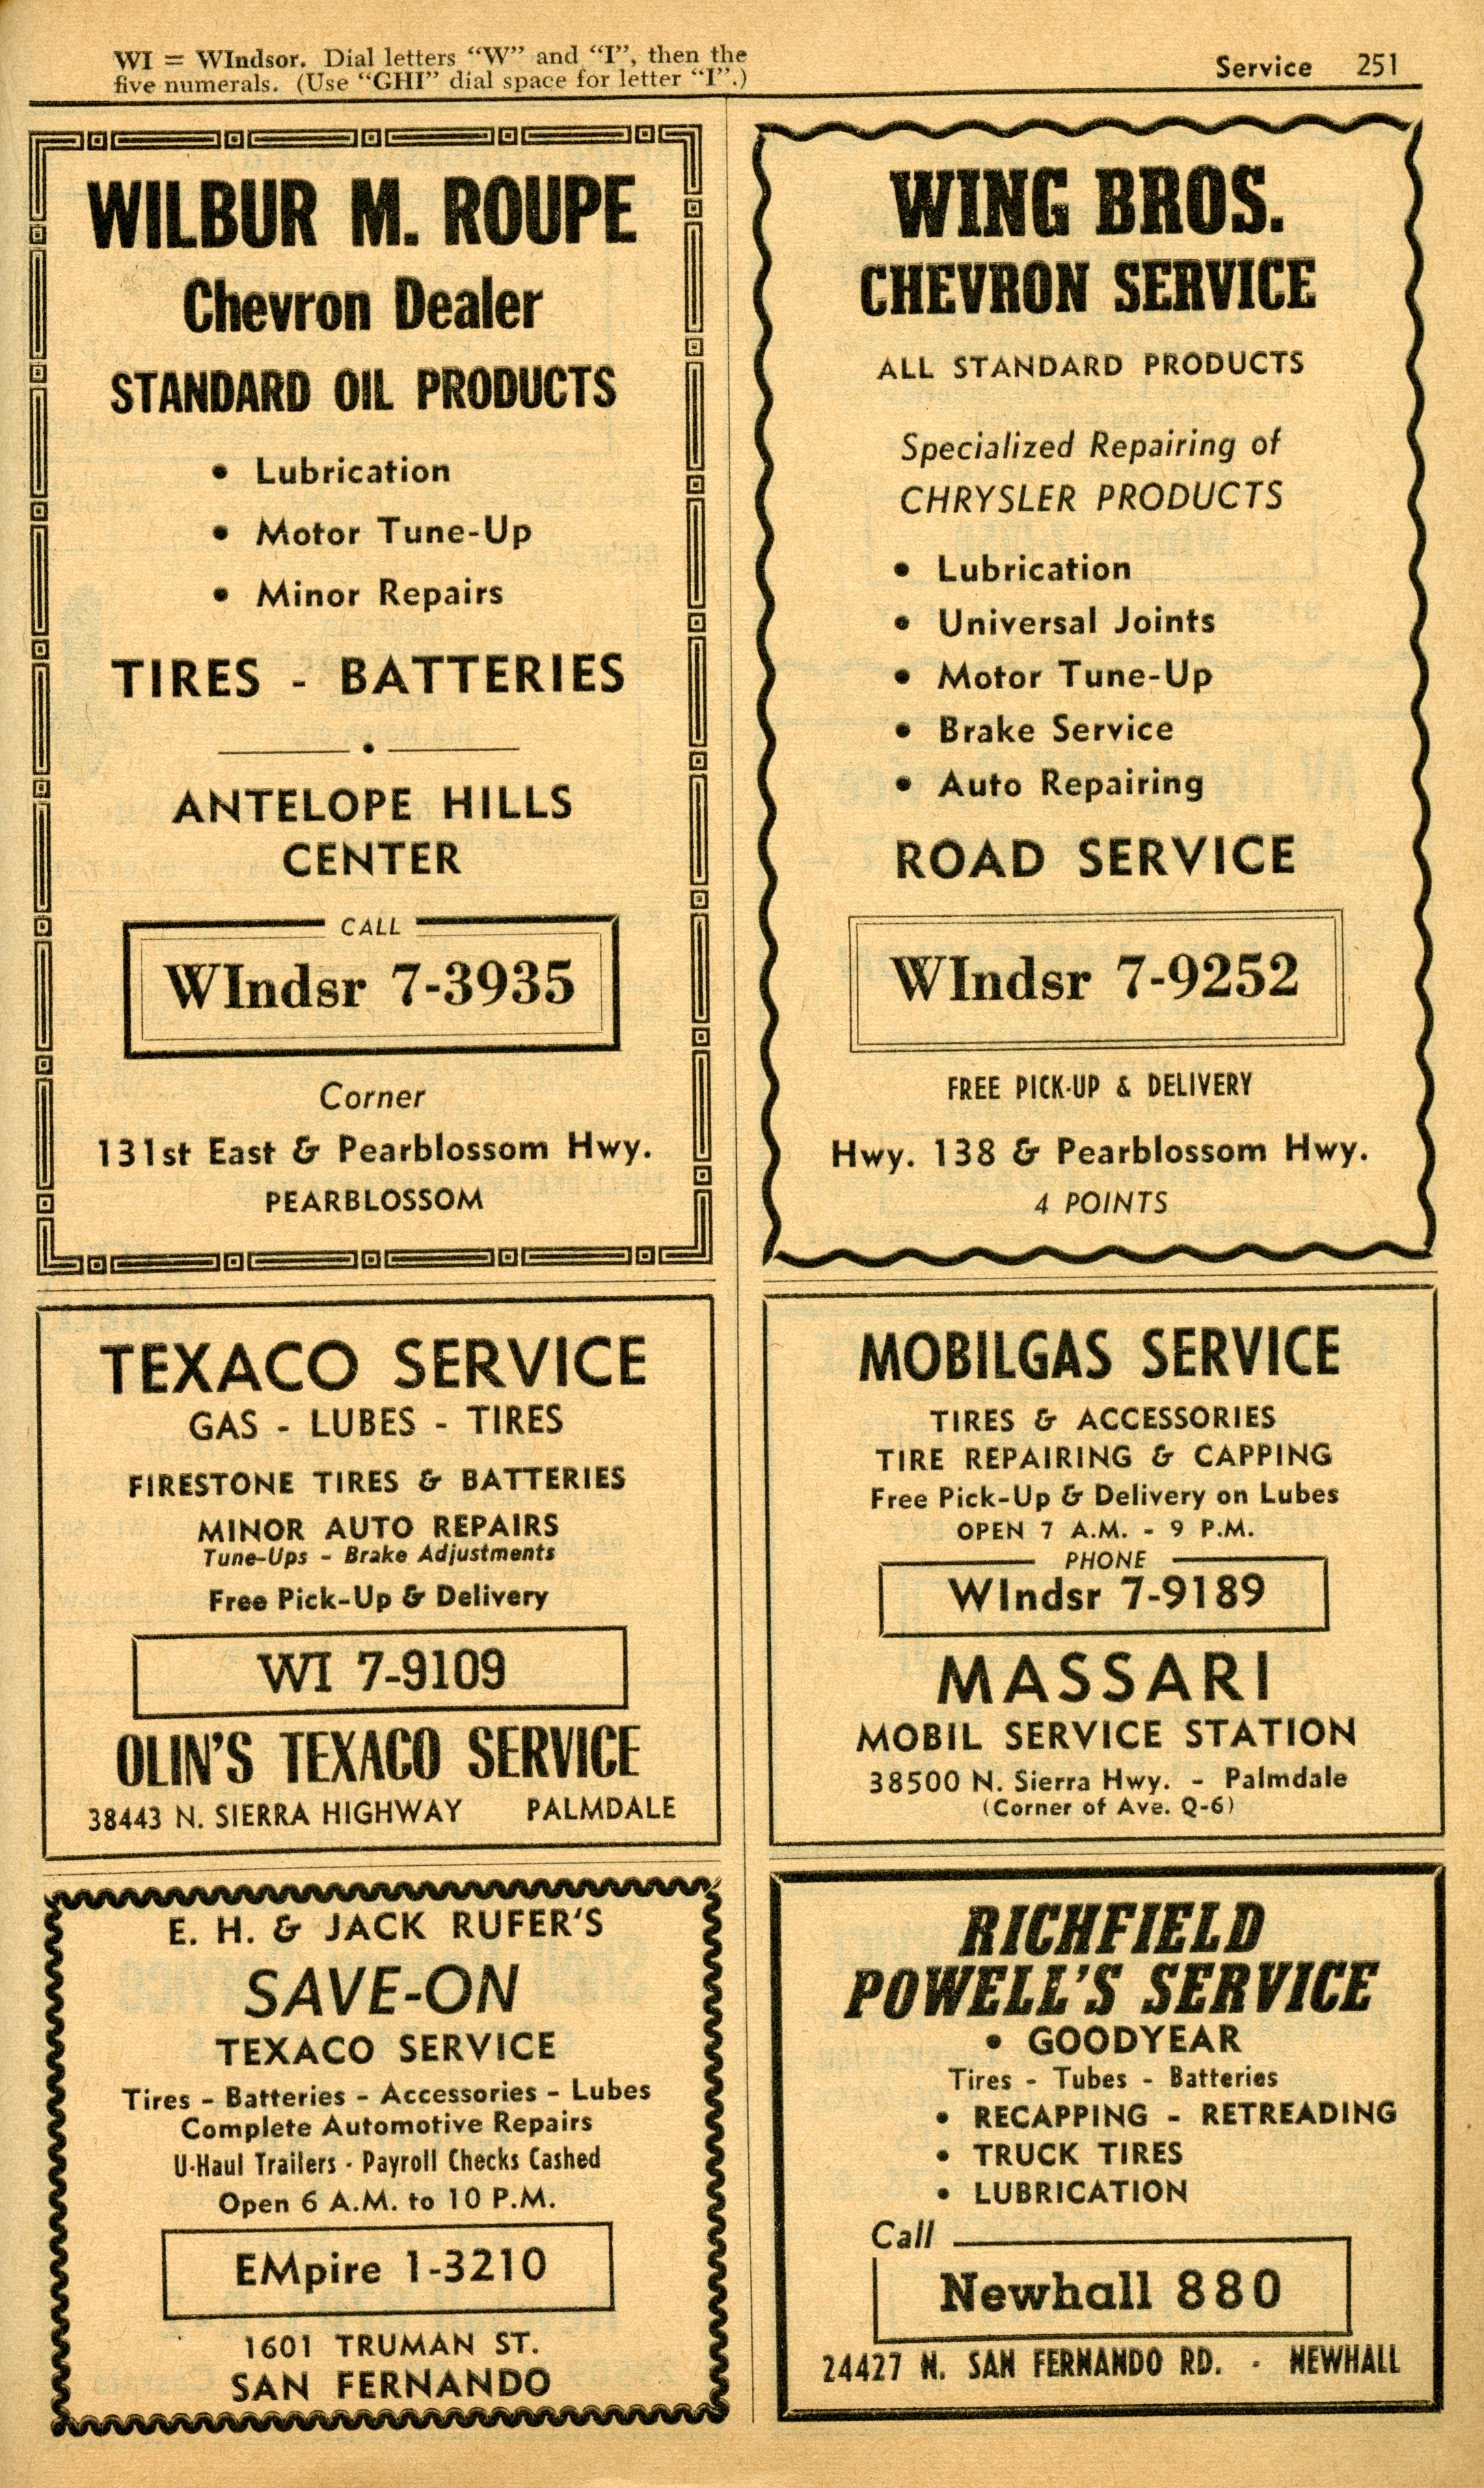 WI = WIndsor. Dial letters "W" and "I", then the
five numerals. (Use "GHI" dial space for letter "I".)
Service 251
WILBUR M. ROUPE
Chevron Dealer
STANDARD OIL PRODUCTS
• Lubrication
• Motor Tune-Up
• Minor Repairs
TIRES - BATTERIES
ANTELOPE HILLS
CENTER
CALL
WIndsr 7-3935
Corner
131st East & Pearblossom Hwy.
PEARBLOSSOM
WING BROS.
CHEVRON SERVICE
ALL STANDARD PRODUCTS
Specialized Repairing of
CHRYSLER PRODUCTS
• Lubrication
• Universal Joints
• Motor Tune-Up
• Brake Service
• Auto Repairing
ROAD SERVICE
WIndsr 7-9252
FREE PICK-UP & DELIVERY
Hwy. 138 & Pearblossom Hwy.
4 POINTS
TEXACO SERVICE
GAS - LUBES - TIRES
FIRESTONE TIRES & BATTERIES
MINOR AUTO REPAIRS
Tune-Ups - Brake Adjustments
Free Pick-Up & Delivery
WI 7-9109
OLIN'S TEXACO SERVICE
38443 N. SIERRA HIGHWAY PALMDALE
MOBILGAS SERVICE
TIRES & ACCESSORIES
TIRE REPAIRING & CAPPING
Free Pick-Up & Delivery on Lubes
OPEN 7 A.M. - 9 P.M.
PHONE
WIndsr 7-9189
MASSARI
MOBIL SERVICE STATION
38500 N. Sierra Hwy. - Palmdale
(Corner of Ave. Q-6)
E. H. & JACK RUFER'S
SAVE-ON
TEXACO SERVICE
Tires - Batteries - Accessories - Lubes
Complete Automotive Repairs
U-Haul Trailers - Payroll Checks Cashed
Open 6 A.M. to 10 P.M.
EMpire 1-3210
1601 TRUMAN ST.
SAN FERNANDO
RICHFIELD
POWELL'S SERVICE
• GOODYEAR
Tires - Tubes - Batteries
• RECAPPING - RETREADING
• TRUCK TIRES
• LUBRICATION
Call
Newhall 880
24427 N. SAN FERNANDO RD. - NEWHALL